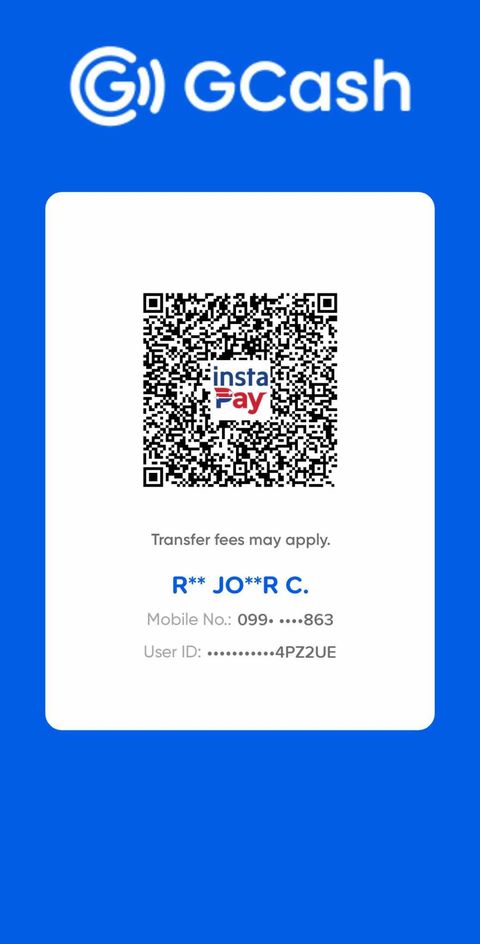 GCash
insta
Pay
Transfer fees may apply.
R** JO**R C.
Mobile No.: 099• ••••863
User ID: •••••••••••4PZ2UE